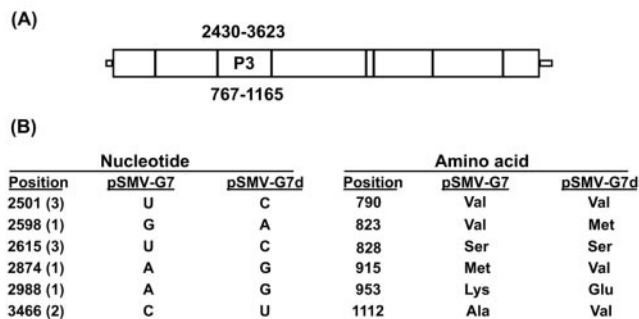 (A)
2430-3623
P3
767-1165
(B)
Nucleotide Amino acid
Position pSMV-G7 pSMV-G7d Position pSMV-G7 pSMV-G7d
2501 (3) U C 790 Val Val
2598 (1) G A 823 Val Met
2615 (3) U C 828 Ser Ser
2874 (1) A G 915 Met Val
2988 (1) A G 953 Lys Glu
3466 (2) C U 1112 Ala Val